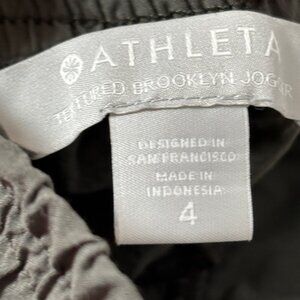 ATHLETA
TEXTURED BROOKLYN JOGGER
DESIGNED IN
SAN FRANCISCO
MADE IN
INDONESIA
4